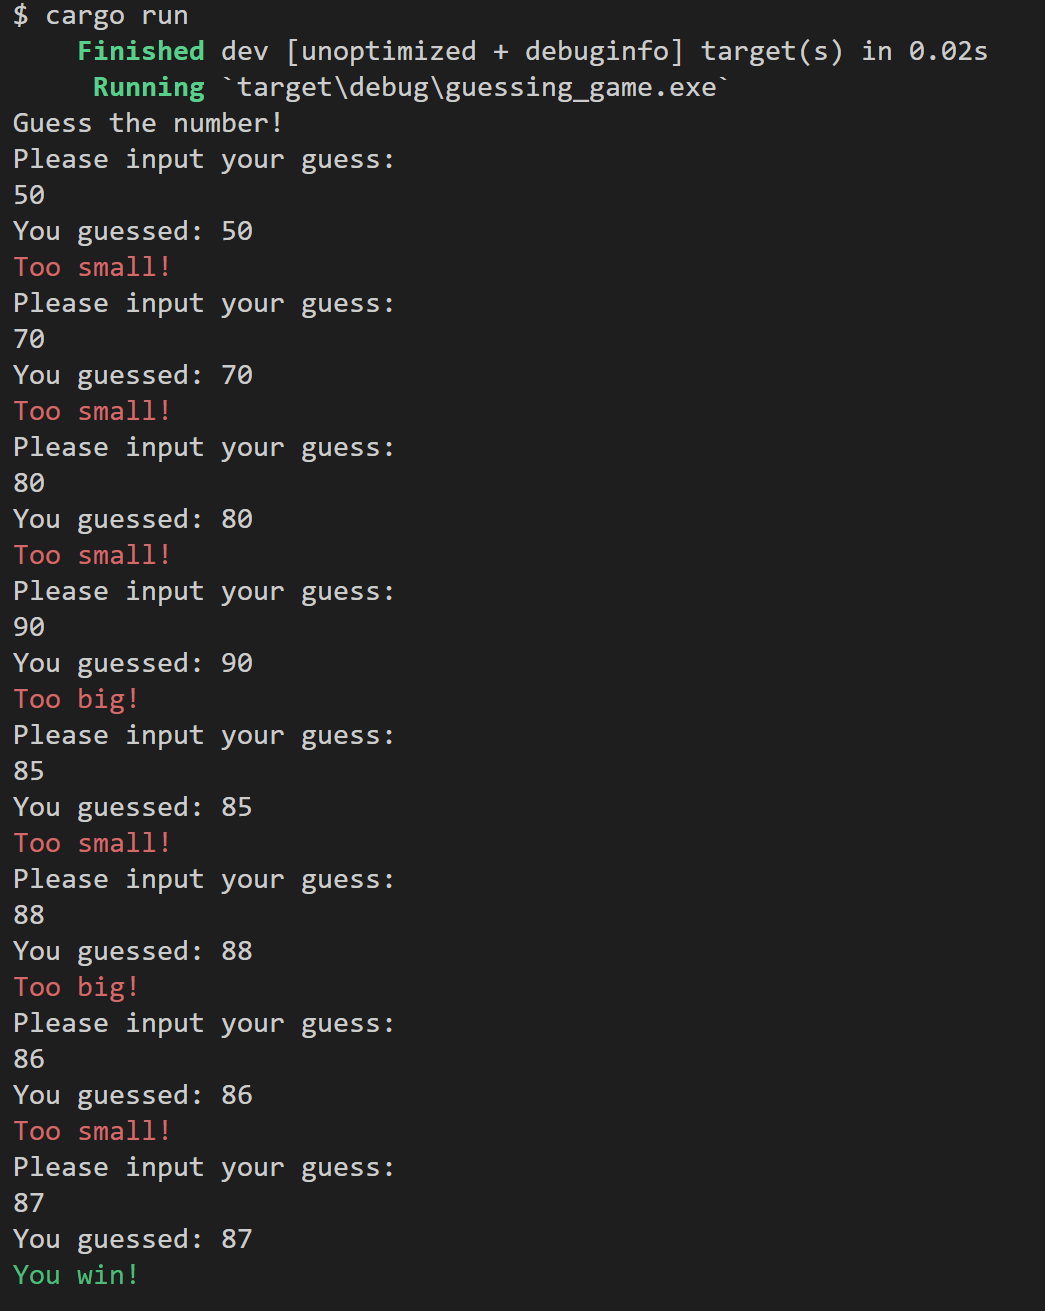 $ cargo run
    Finished dev [unoptimized + debuginfo] target(s) in 0.02s
     Running `target\debug\guessing_game.exe`
Guess the number!
Please input your guess:
50
You guessed: 50
Too small!
Please input your guess:
70
You guessed: 70
Too small!
Please input your guess:
80
You guessed: 80
Too small!
Please input your guess:
90
You guessed: 90
Too big!
Please input your guess:
85
You guessed: 85
Too small!
Please input your guess:
88
You guessed: 88
Too big!
Please input your guess:
86
You guessed: 86
Too small!
Please input your guess:
87
You guessed: 87
You win!